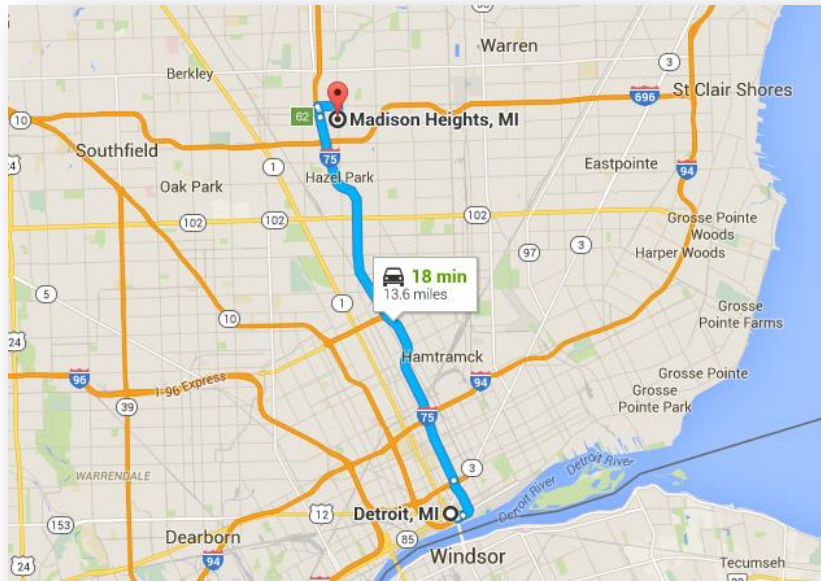 Warren
3
Berkley
St Clair Shores
696
10
62
Madison Heights, MI
Southfield
75
Eastpointe
24
1
Hazel Park
94
Oak Park
102
102
102
Grosse Pointe
Woods
3
97
Harper Woods
18 min
13.6 miles
5
1
10
Grosse
Pointe Farms
24
Hamtramck
96
I-96 Express
94
Grosse Pointe
Grosse
Pointe Park
39
75
WARRENDALE
3
Detroit River
Detroit River
12
Detroit, MI
153
Dearborn
85
Windsor
94
24
Tecumseh